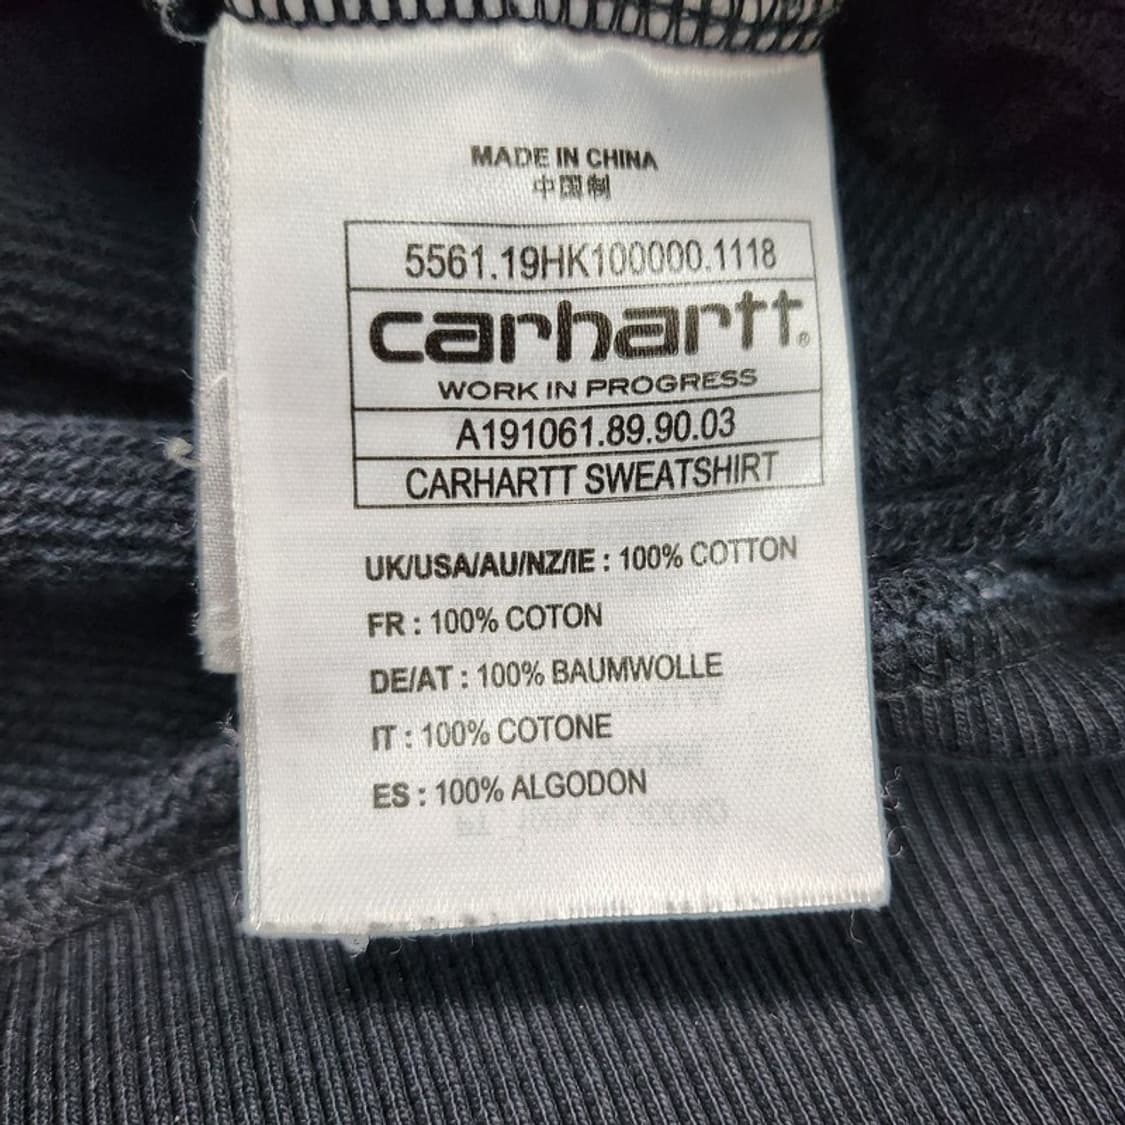 MADE IN CHINA
中国制
5561.19HK100000.1118
carhartt®
WORK IN PROGRESS
A191061.89.90.03
CARHARTT SWEATSHIRT
UK/USA/AU/NZ/IE : 100% COTTON
FR : 100% COTON
DE/AT : 100% BAUMWOLLE
IT : 100% COTONE
ES : 100% ALGODON